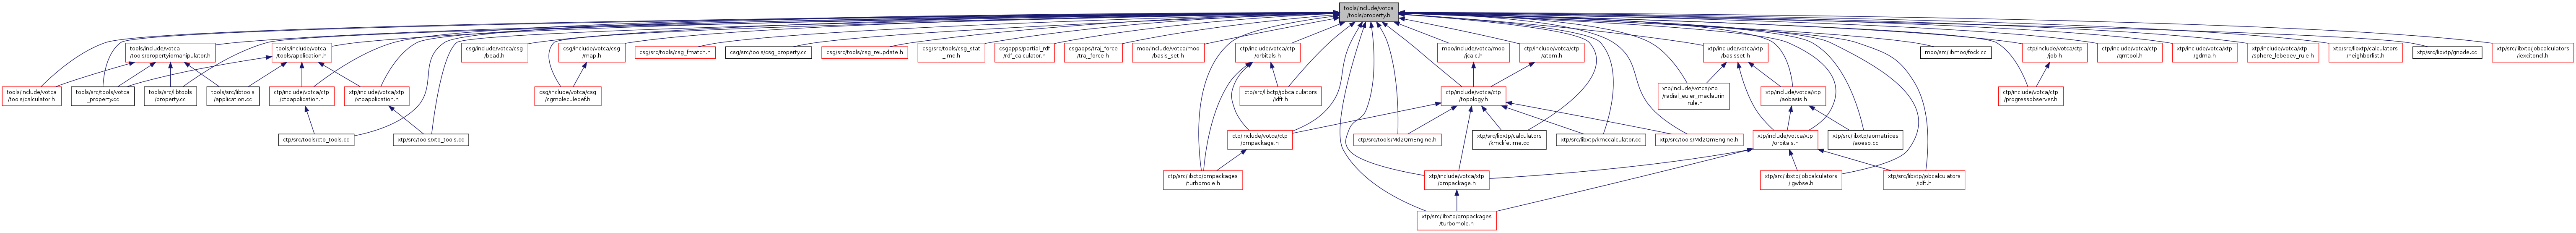 tools/include/votca
/tools/property.h
tools/include/votca
/tools/propertyiomanipulator.h
tools/include/votca
/tools/application.h
csg/include/votca/csg
/bead.h
csg/include/votca/csg
/map.h
csg/src/tools/csg_fmatch.h
csg/src/tools/csg_property.cc
csg/src/tools/csg_reupdate.h
csg/src/tools/csg_stat
_imc.h
csgapps/partial_rdf
/rdf_calculator.h
csgapps/traj_force
/traj_force.h
moo/include/votca/moo
/basis_set.h
ctp/include/votca/ctp
/orbitals.h
moo/include/votca/moo
/jcalc.h
ctp/include/votca/ctp
/atom.h
xtp/include/votca/xtp
/basisset.h
moo/src/libmoo/fock.cc
ctp/include/votca/ctp
/job.h
ctp/include/votca/ctp
/qmtool.h
xtp/include/votca/xtp
/gdma.h
xtp/include/votca/xtp
/sphere_lebedev_rule.h
xtp/src/libxtp/calculators
/neighborlist.h
xtp/src/libxtp/gnode.cc
xtp/src/libxtp/jobcalculators
/iexcitoncl.h
tools/include/votca
/tools/calculator.h
tools/src/tools/votca
_property.cc
tools/src/libtools
/property.cc
tools/src/libtools
/application.cc
ctp/include/votca/ctp
/ctpapplication.h
xtp/include/votca/xtp
/xtpapplication.h
csg/include/votca/csg
/cgmoleculedef.h
ctp/src/libctp/jobcalculators
/idft.h
ctp/include/votca/ctp
/topology.h
xtp/include/votca/xtp
/radial_euler_maclaurin
_rule.h
xtp/include/votca/xtp
/aobasis.h
ctp/include/votca/ctp
/progressobserver.h
ctp/src/tools/ctp_tools.cc
xtp/src/tools/xtp_tools.cc
ctp/include/votca/ctp
/qmpackage.h
ctp/src/tools/Md2QmEngine.h
xtp/src/libxtp/calculators
/kmclifetime.cc
xtp/src/libxtp/kmccalculator.cc
xtp/src/tools/Md2QmEngine.h
xtp/include/votca/xtp
/orbitals.h
xtp/src/libxtp/aomatrices
/aoesp.cc
ctp/src/libctp/qmpackages
/turbomole.h
xtp/include/votca/xtp
/qmpackage.h
xtp/src/libxtp/jobcalculators
/igwbse.h
xtp/src/libxtp/jobcalculators
/idft.h
xtp/src/libxtp/qmpackages
/turbomole.h